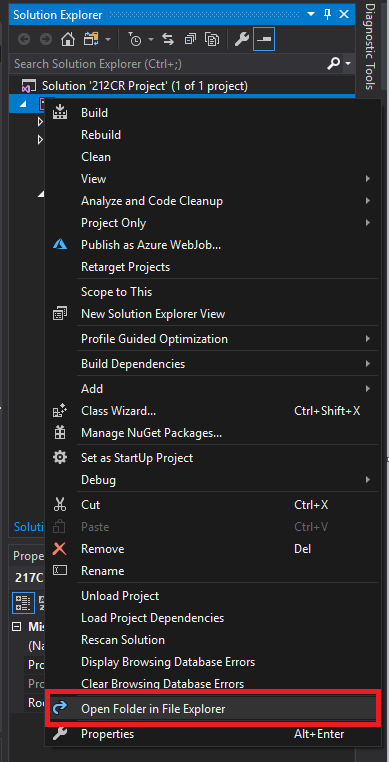 Solution Explorer
Search Solution Explorer (Ctrl+;)
Solution '212CR Project' (1 of 1 project)
Build
Rebuild
Clean
View
Analyze and Code Cleanup
Project Only
Publish as Azure WebJob...
Retarget Projects
Scope to This
New Solution Explorer View
Profile Guided Optimization
Build Dependencies
Add
Class Wizard... Ctrl+Shift+X
Manage NuGet Packages...
Set as StartUp Project
Debug
Cut Ctrl+X
Paste Ctrl+V
Remove Del
Rename
Unload Project
Load Project Dependencies
Rescan Solution
Display Browsing Database Errors
Clear Browsing Database Errors
Open Folder in File Explorer
Properties Alt+Enter
Soluti
Prope
217CR
Mis
(Na
Pro
Pro
Roo
Diagnostic Tools